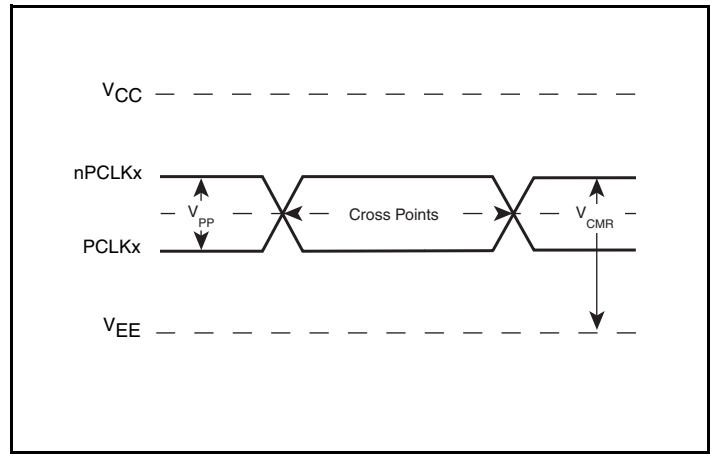 VCC
nPCLKx
VPP
Cross Points
VCMR
PCLKx
VEE